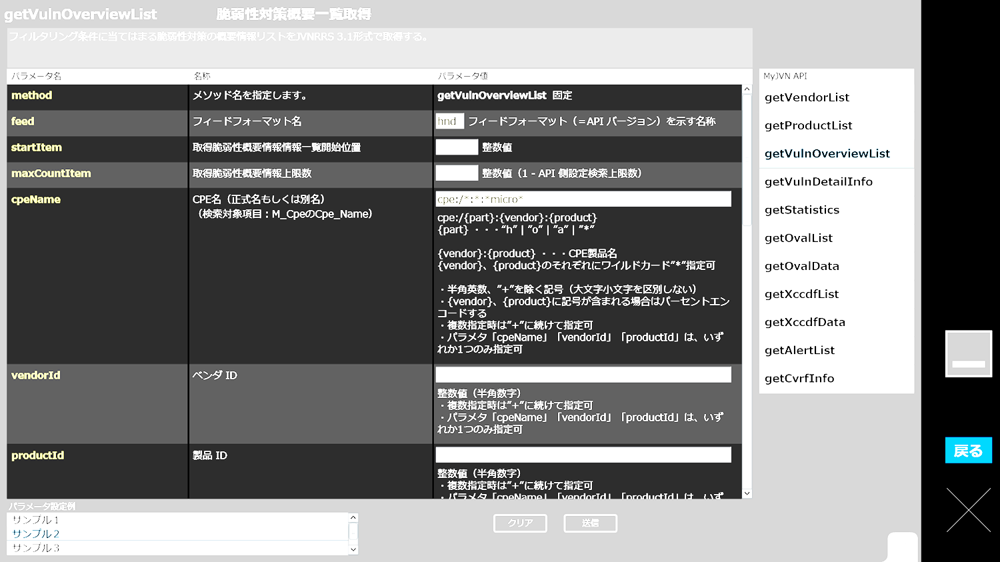 getVulnOverviewList 脆弱性対策概要一覧取得
フィルタリング条件に当てはまる脆弱性対策の概要情報リストをJVNRRS 3.1形式で取得する。
パラメータ名 名称 パラメータ値
method メソッド名を指定します。 getVulnOverviewList 固定
feed フィードフォーマット名 hnd フィードフォーマット（＝API バージョン）を示す名称
startItem 取得脆弱性概要情報情報一覧開始位置 整数値
maxCountItem 取得脆弱性概要情報上限数 整数値（1 - API 側設定検索上限数）
cpeName CPE名（正式名もしくは別名） cpe:/*:*:*micro*
（検索対象項目：M_CpeのCpe_Name）
cpe:/{part}:{vendor}:{product}
{part} ・・・“h” | ”o” | ”a” | ”*”
{vendor}:{product} ・・・CPE製品名
{vendor}、{product}のそれぞれにワイルドカード”*”指定可
・半角英数、”+”を除く記号（大文字小文字を区別しない）
・{vendor}、{product}に記号が含まれる場合はパーセントエン
コードする
・複数指定時は”+”に続けて指定可
・パラメタ「cpeName」「vendorId」「productId」は、いず
れか1つのみ指定可
vendorId ベンダ ID
整数値（半角数字）
・複数指定時は”+”に続けて指定可
・パラメタ「cpeName」「vendorId」「productId」は、いず
れか1つのみ指定可
productId 製品 ID
整数値（半角数字）
・複数指定時は”+”に続けて指定可
・パラメタ「cpeName」「vendorId」「productId」は、いず
パラメータ設定例
サンプル 1
サンプル 2
サンプル 3
クリア 送信
MyJVN API
getVendorList
getProductList
getVulnOverviewList
getVulnDetailInfo
getStatistics
getOvalList
getOvalData
getXccdfList
getXccdfData
getAlertList
getCvrfInfo
戻る